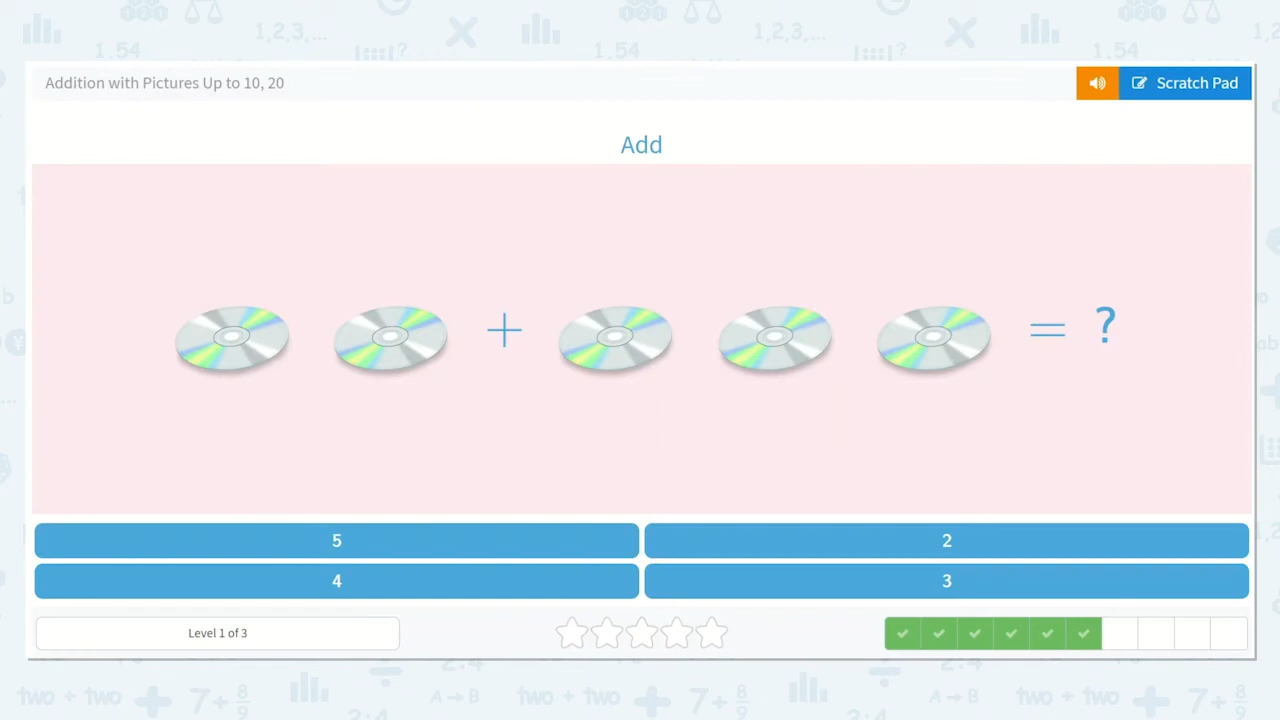 Addition with Pictures Up to 10, 20
Scratch Pad
Add
+ = ?
5
2
4
3
Level 1 of 3